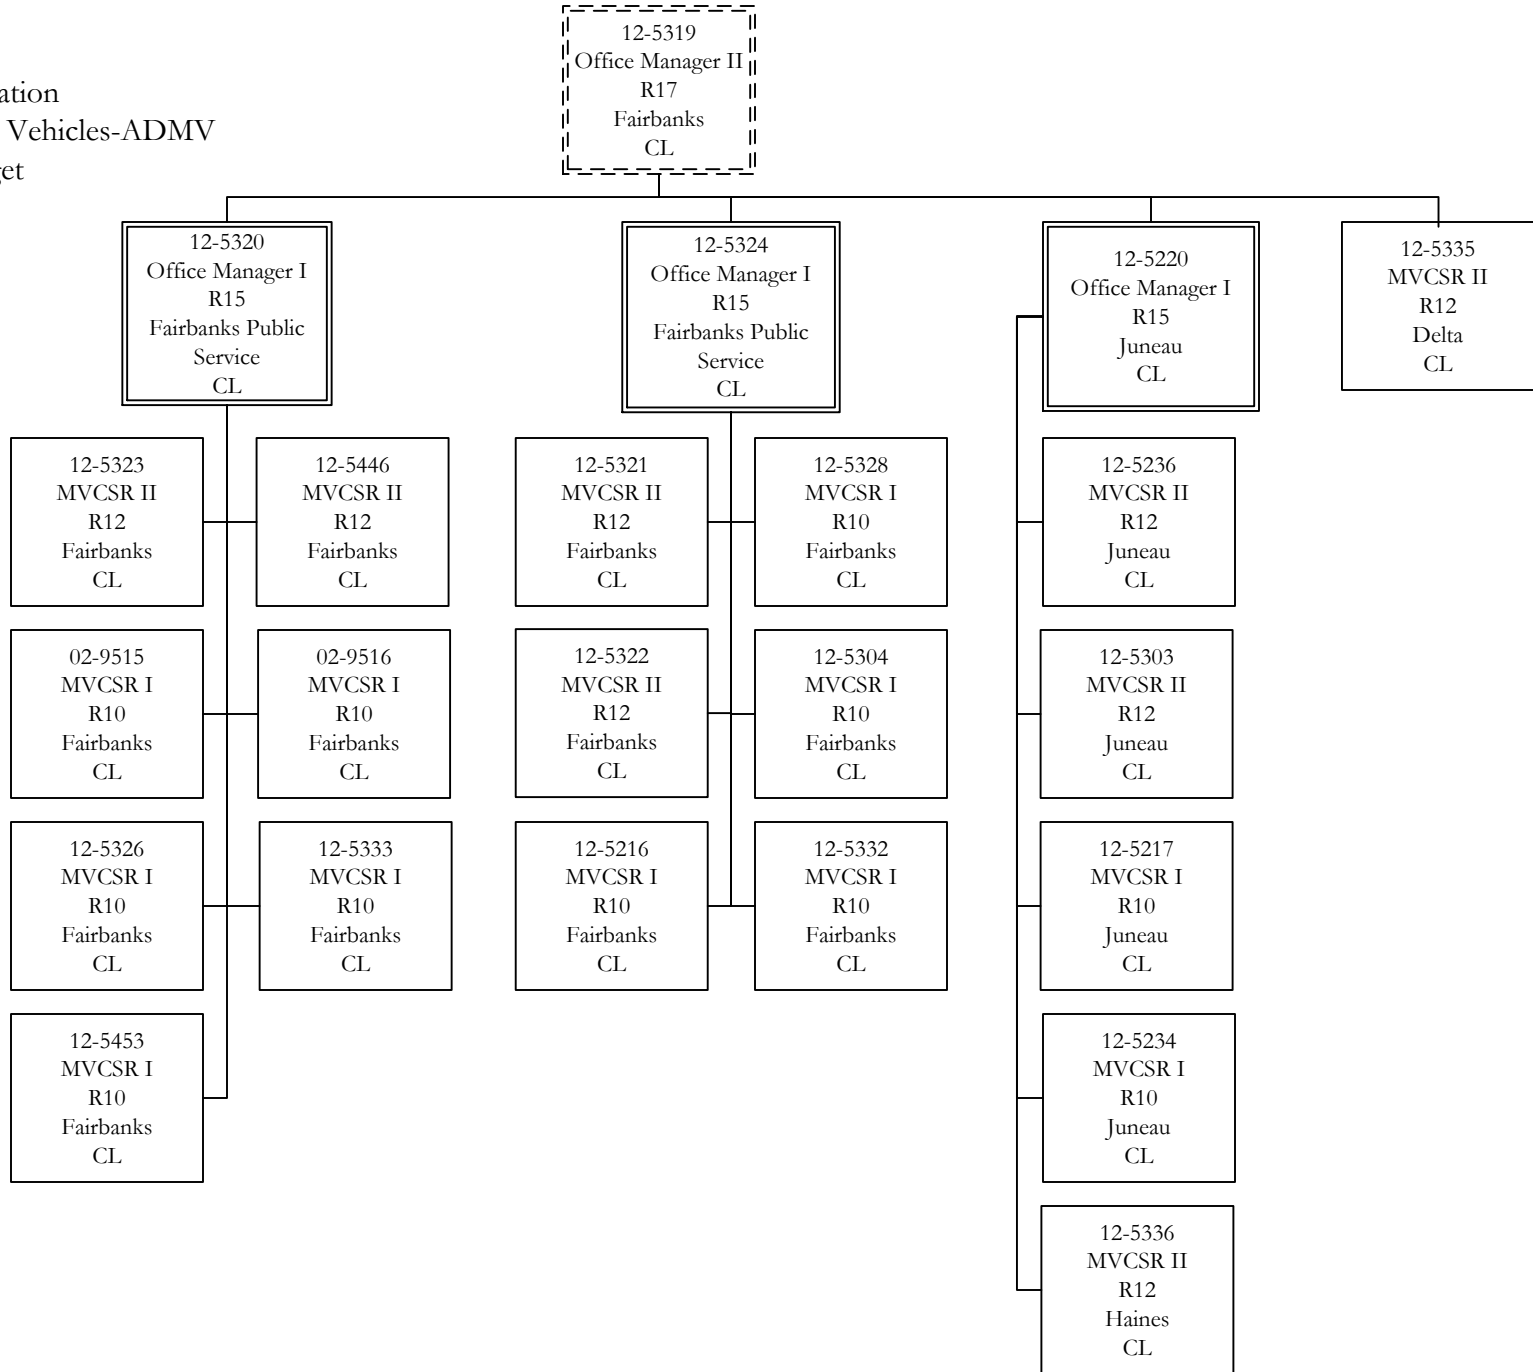 12-5319
Office Manager II
R17
Fairbanks
CL
ation
Vehicles-ADMV
et
12-5320
Office Manager I
R15
Fairbanks Public
Service
CL
12-5324
Office Manager I
R15
Fairbanks Public
Service
CL
12-5220
Office Manager I
R15
Juneau
CL
12-5335
MVCSR II
R12
Delta
CL
12-5323
MVCSR II
R12
Fairbanks
CL
12-5446
MVCSR II
R12
Fairbanks
CL
12-5321
MVCSR II
R12
Fairbanks
CL
12-5328
MVCSR I
R10
Fairbanks
CL
12-5236
MVCSR II
R12
Juneau
CL
02-9515
MVCSR I
R10
Fairbanks
CL
02-9516
MVCSR I
R10
Fairbanks
CL
12-5322
MVCSR II
R12
Fairbanks
CL
12-5304
MVCSR I
R10
Fairbanks
CL
12-5303
MVCSR II
R12
Juneau
CL
12-5326
MVCSR I
R10
Fairbanks
CL
12-5333
MVCSR I
R10
Fairbanks
CL
12-5216
MVCSR I
R10
Fairbanks
CL
12-5332
MVCSR I
R10
Fairbanks
CL
12-5217
MVCSR I
R10
Juneau
CL
12-5453
MVCSR I
R10
Fairbanks
CL
12-5234
MVCSR I
R10
Juneau
CL
12-5336
MVCSR II
R12
Haines
CL